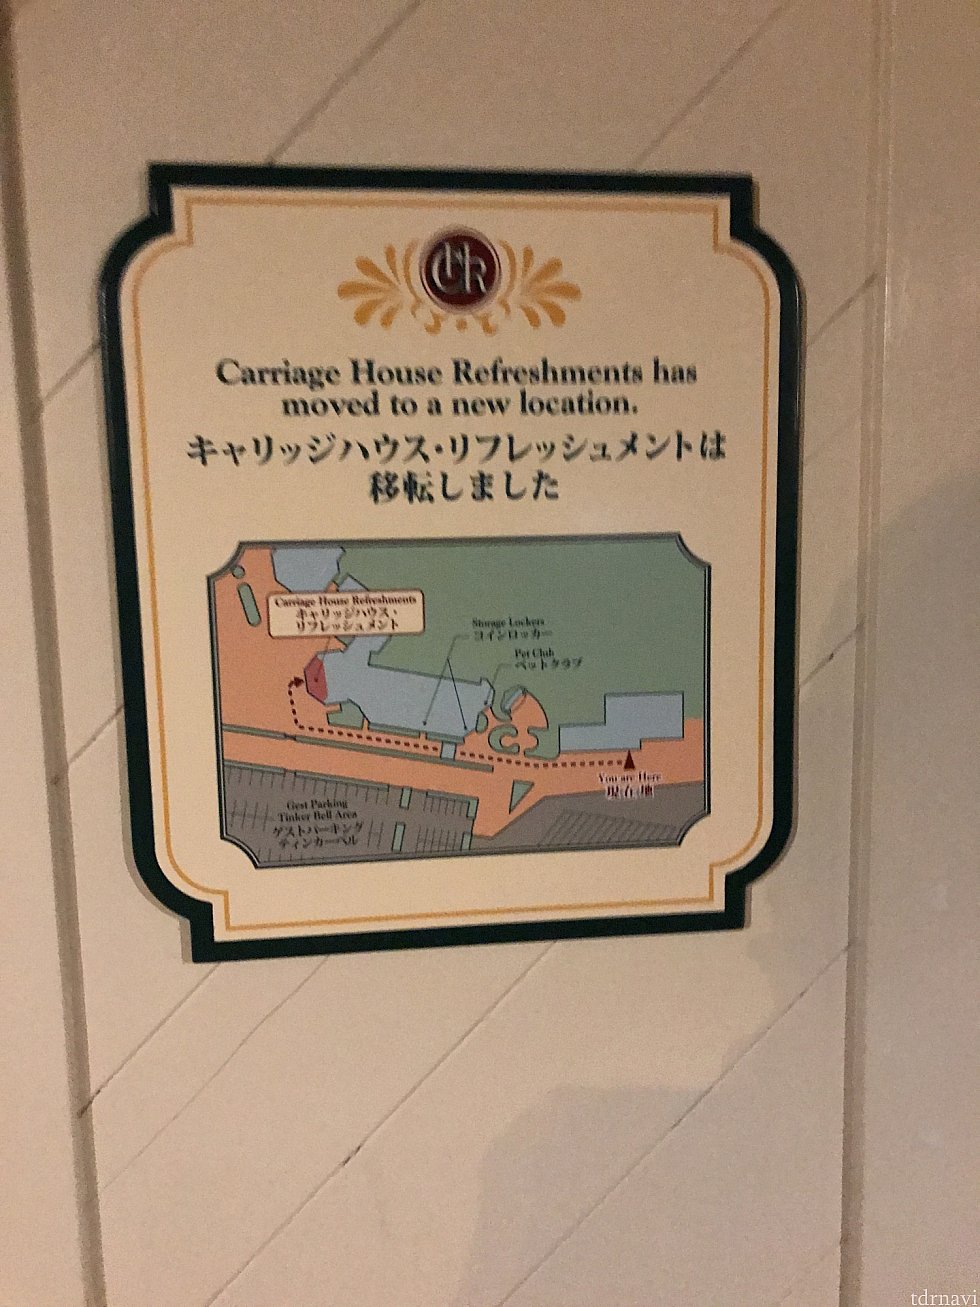 CHR
Carriage House Refreshments has
moved to a new location.
キャリッジハウス・リフレッシュメントは
移転しました
Carriage House Refreshments
キャリッジハウス・
リフレッシュメント
Storage Lockers
コインロッカー
Pet Club
ペットクラブ
You are Here
現在地
Gest Parking
Tinker Bell Area
ゲストパーキング
ティンカーベル
tdrnavi